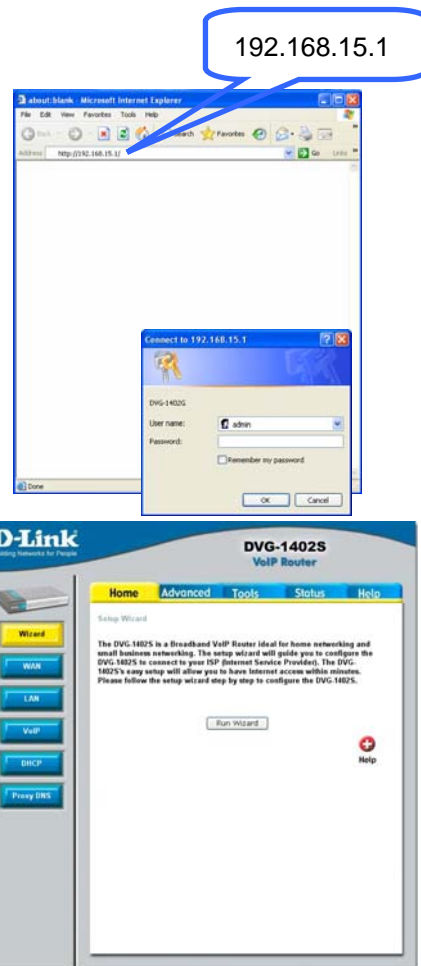 192.168.15.1
about:blank - Microsoft Internet Explorer
File Edit View Favorites Tools Help
Back Search Favorites
Address http://192.168.15.1/ Go Links
Connect to 192.168.15.1
DVG-1402G
User name: admin
Password:
Remember my password
OK Cancel
Done
D-Link
Building Networks for People
DVG-1402S
VoIP Router
Home Advanced Tools Status Help
Wizard
WAN
LAN
VoIP
DHCP
Proxy DNS
Setup Wizard
The DVG-1402S is a Broadband VoIP Router ideal for home networking and
small business networking. The setup wizard will guide you to configure the
DVG-1402S to connect to your ISP (Internet Service Provider). The DVG-
1402S's easy setup will allow you to have Internet access within minutes.
Please follow the setup wizard step by step to configure the DVG-1402S.
Run Wizard
Help